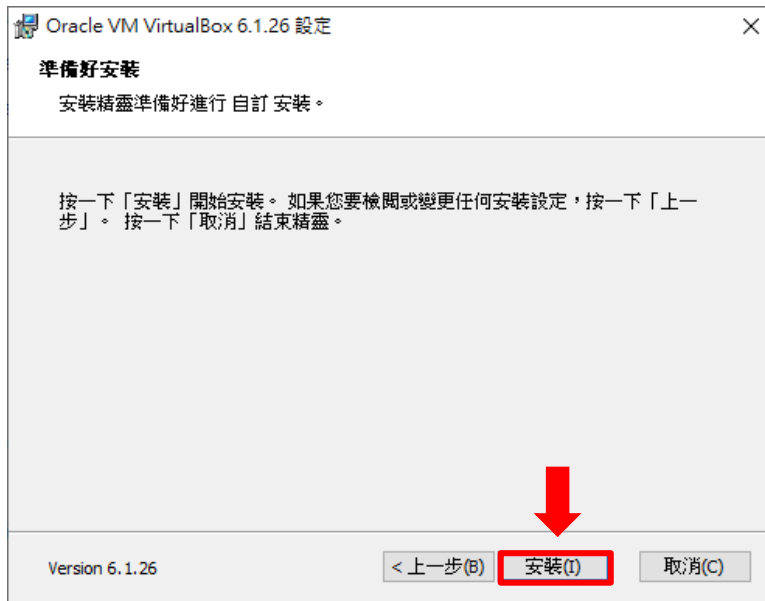 Oracle VM VirtualBox 6.1.26 設定
準備好安裝
安裝精靈準備好進行 自訂 安裝。
按一下「安裝」開始安裝。 如果您要檢閱或變更任何安裝設定，按一下「上一
步」。 按一下「取消」結束精靈。
Version 6.1.26
< 上一步(B)
安裝(I)
取消(C)